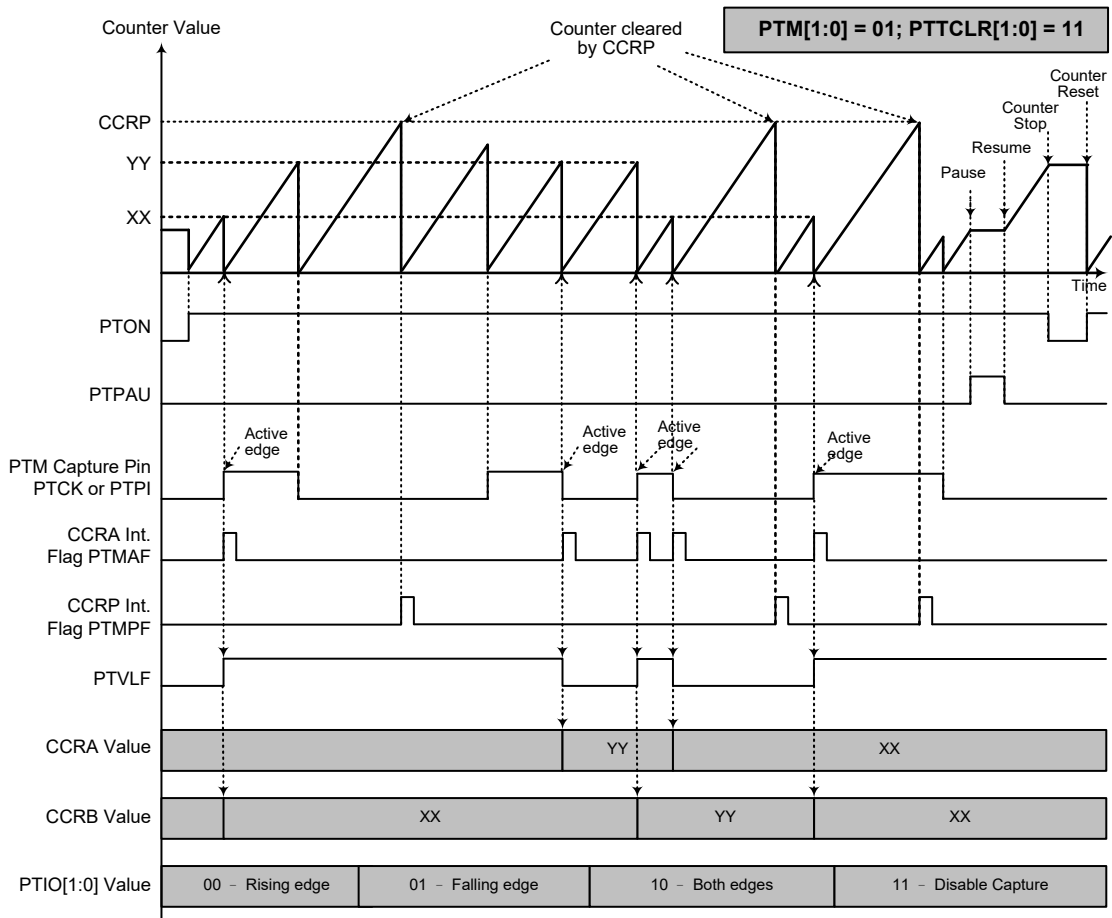 PTM[1:0] = 01; PTTCLR[1:0] = 11
Counter Value
Counter cleared
by CCRP
Counter
Reset
Counter
Stop
Resume
Pause
CCRP
YY
XX
Time
PTON
PTPAU
Active
edge
Active
edge
Active
edge
Active
edge
PTM Capture Pin
PTCK or PTPI
CCRA Int.
Flag PTMAF
CCRP Int.
Flag PTMPF
PTVLF
CCRA Value
YY
XX
CCRB Value
XX
YY
XX
PTIO[1:0] Value
00 - Rising edge
01 - Falling edge
10 - Both edges
11 - Disable Capture